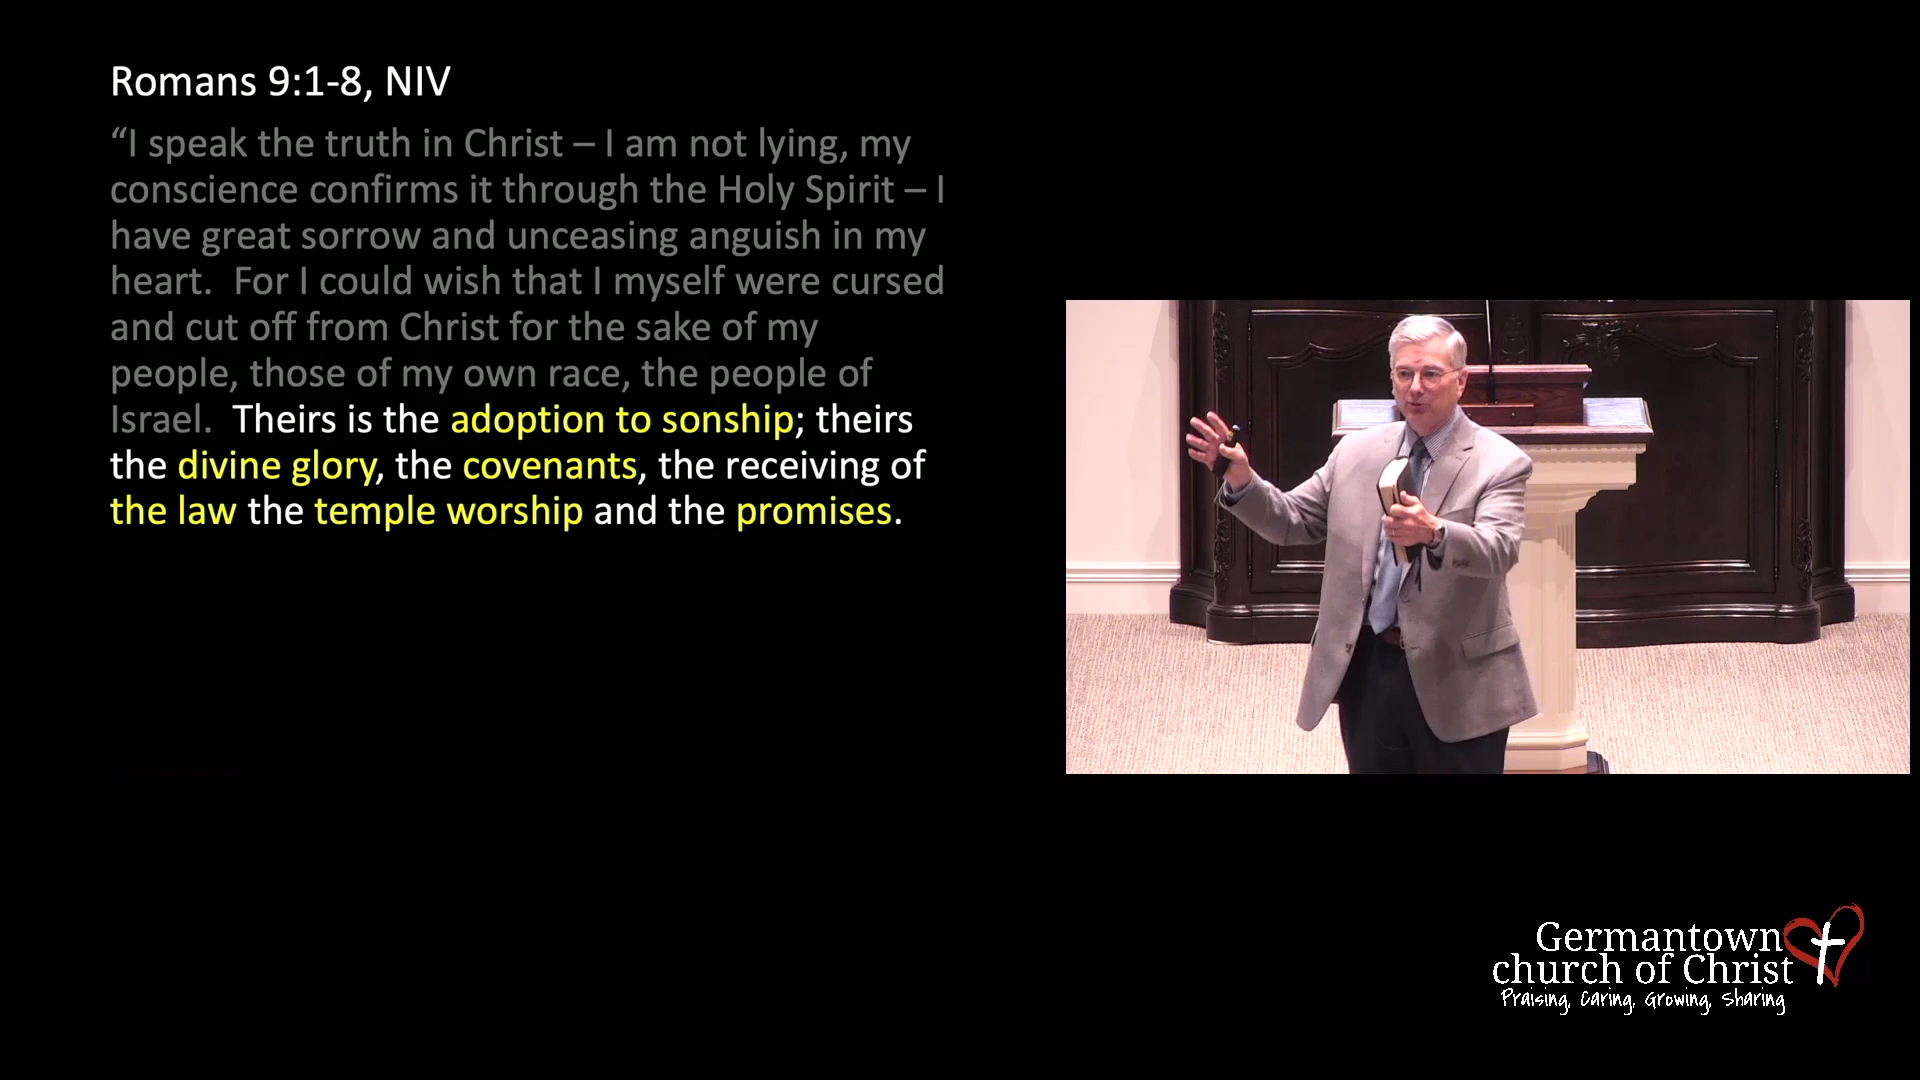 Romans 9:1-8, NIV
“I speak the truth in Christ – I am not lying, my
conscience confirms it through the Holy Spirit – I
have great sorrow and unceasing anguish in my
heart.  For I could wish that I myself were cursed
and cut off from Christ for the sake of my
people, those of my own race, the people of
Israel.  Theirs is the adoption to sonship; theirs
the divine glory, the covenants, the receiving of
the law the temple worship and the promises.
Germantown
church of Christ
Praising, Caring, Growing, Sharing